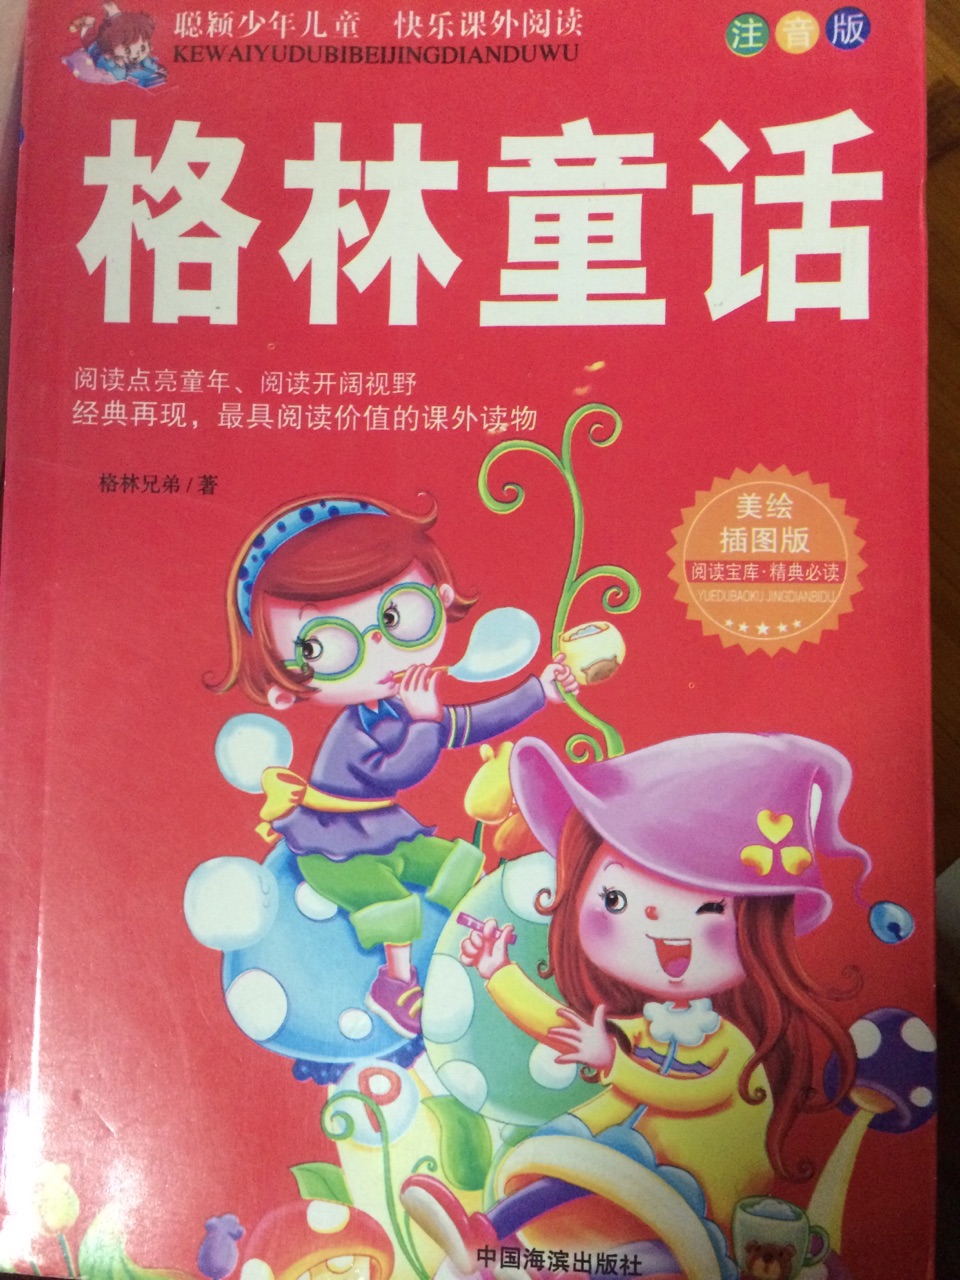 聪颖少年儿童 快乐课外阅读
KEWAIYUDUBIBEIJINGDIANDUWU
注音版
格林童话
阅读点亮童年、阅读开阔视野
经典再现，最具阅读价值的课外读物
格林兄弟/著
美绘
插图版
阅读宝库·精典必读
YUEDUBAOKU JINGDIANBIDU
中国海滨出版社